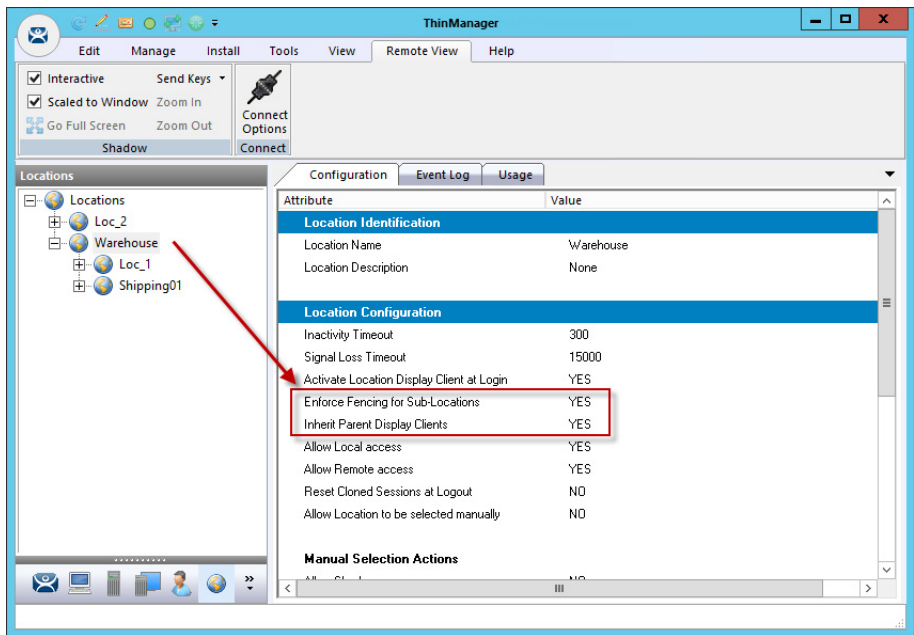 ThinManager
Edit Manage Install Tools View Remote View Help
Interactive Send Keys
Scaled to Window Zoom In
Go Full Screen Zoom Out
Connect Options
Shadow Connect
Locations
Configuration Event Log Usage
Locations
Loc_2
Warehouse
Loc_1
Shipping01
Attribute Value
Location Identification
Location Name Warehouse
Location Description None
Location Configuration
Inactivity Timeout 300
Signal Loss Timeout 15000
Activate Location Display Client at Login YES
Enforce Fencing for Sub-Locations YES
Inherit Parent Display Clients YES
Allow Local access YES
Allow Remote access YES
Reset Cloned Sessions at Logout NO
Allow Location to be selected manually NO
Manual Selection Actions